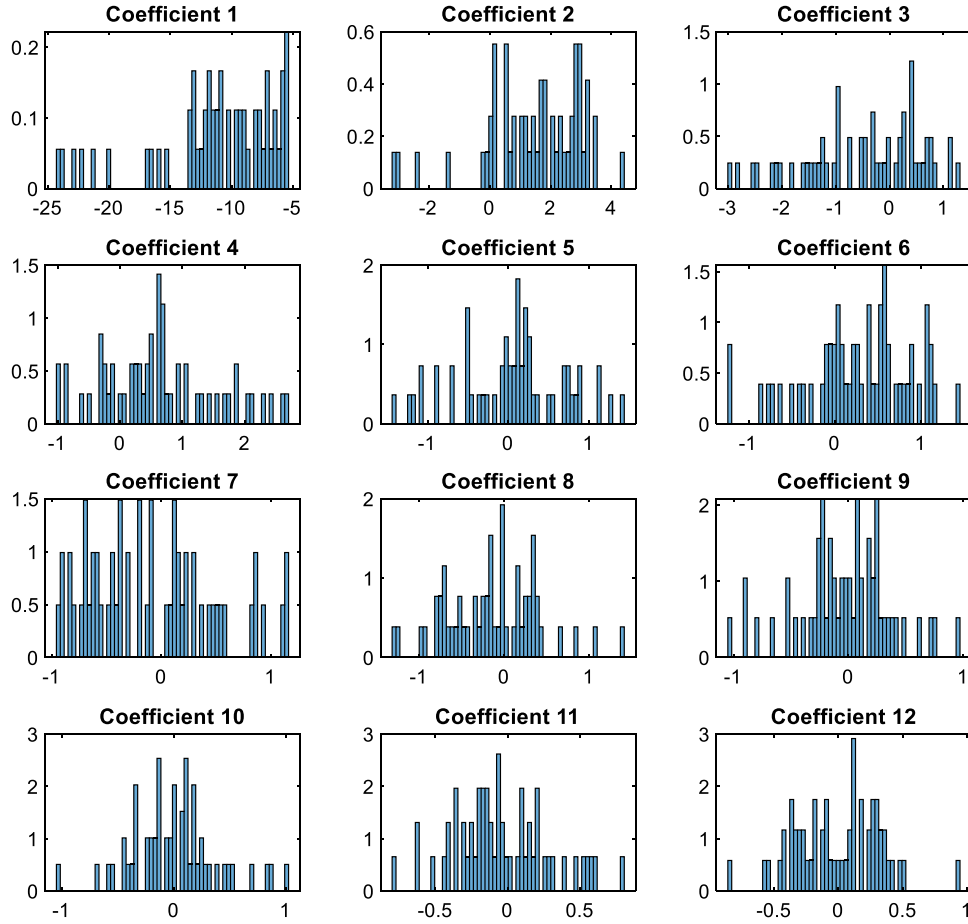 Coefficient 1
0.2
0.1
0
-25 -20 -15 -10 -5
Coefficient 2
0.6
0.4
0.2
0
-2 0 2 4
Coefficient 3
1.5
1
0.5
0
-3 -2 -1 0 1
Coefficient 4
1.5
1
0.5
0
-1 0 1 2
Coefficient 5
2
1
0
-1 0 1
Coefficient 6
1.5
1
0.5
0
-1 0 1
Coefficient 7
1.5
1
0.5
0
-1 0 1
Coefficient 8
2
1
0
-1 0 1
Coefficient 9
2
1
0
-1 0 1
Coefficient 10
3
2
1
0
-1 0 1
Coefficient 11
3
2
1
0
-0.5 0 0.5
Coefficient 12
3
2
1
0
-0.5 0 0.5 1